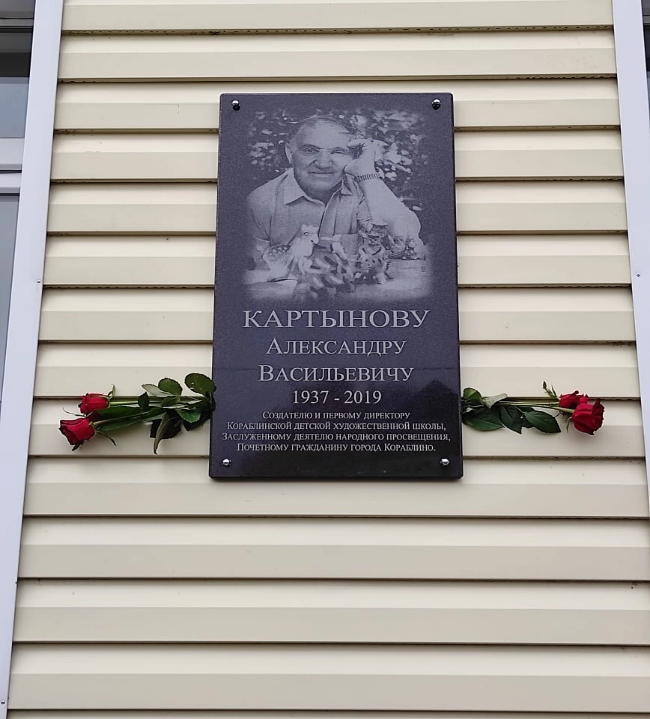 КАРТЫНОВУ
АЛЕКСАНДРУ
ВАСИЛЬЕВИЧУ
1937 - 2019
СОЗДАТЕЛЮ И ПЕРВОМУ ДИРЕКТОРУ
КОРАБЛИНСКОЙ ДЕТСКОЙ ХУДОЖЕСТВЕННОЙ ШКОЛЫ,
ЗАСЛУЖЕННОМУ ДЕЯТЕЛЮ НАРОДНОГО ПРОСВЕЩЕНИЯ,
ПОЧЕТНОМУ ГРАЖДАНИНУ ГОРОДА КОРАБЛИНО.